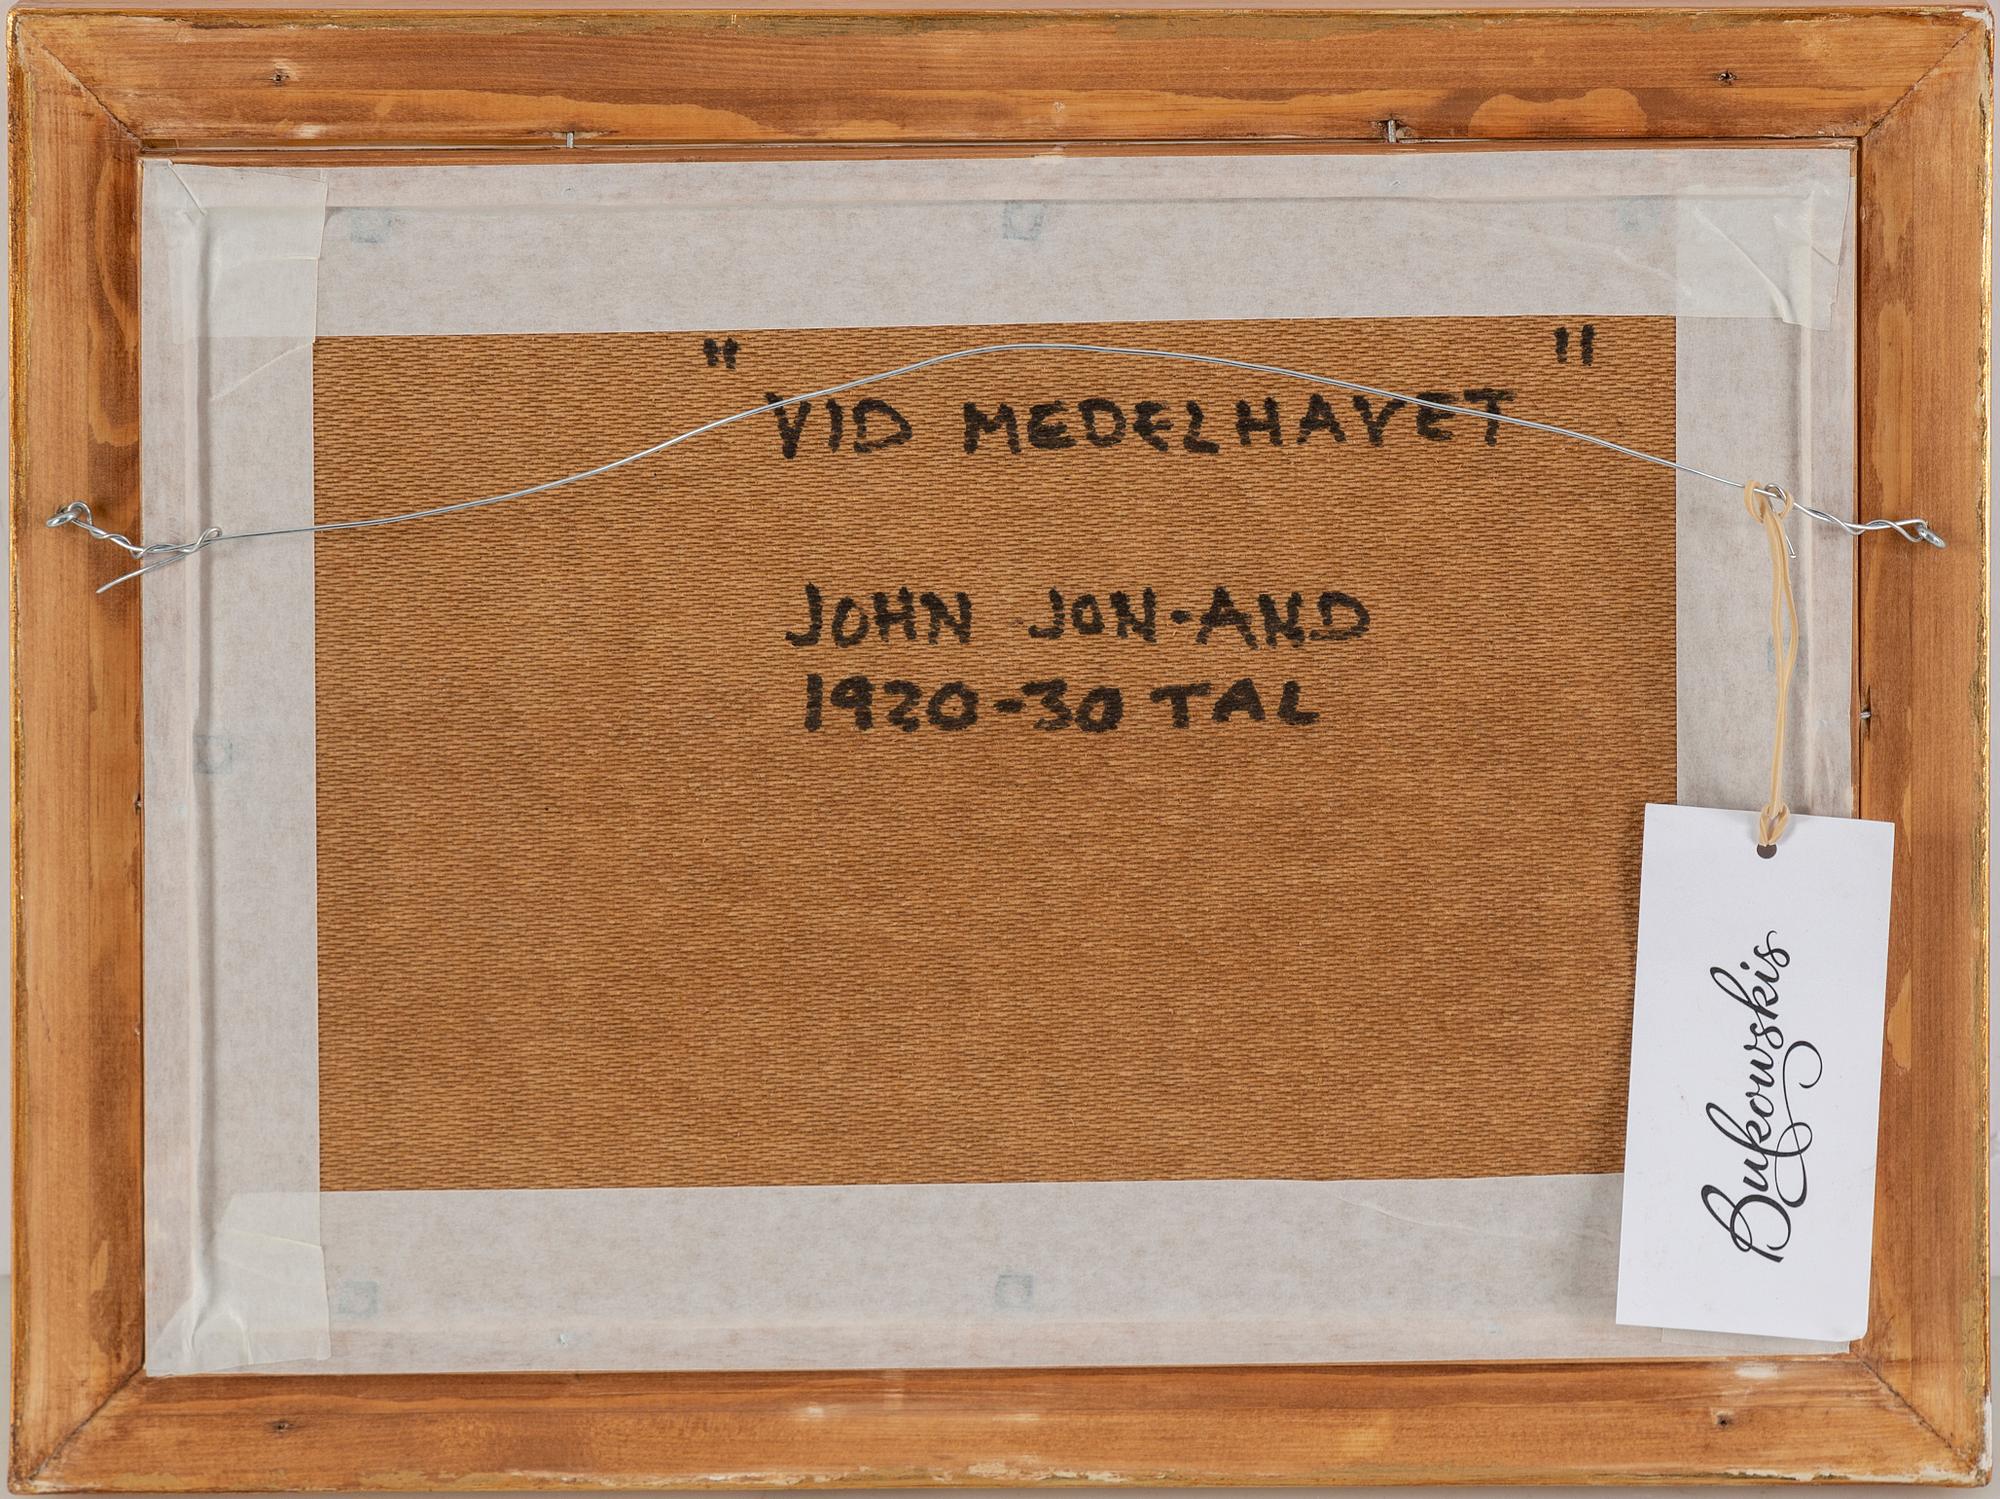 " VID MEDELHAVET "
JOHN JON-AND
1920-30 TAL
Bukowskis